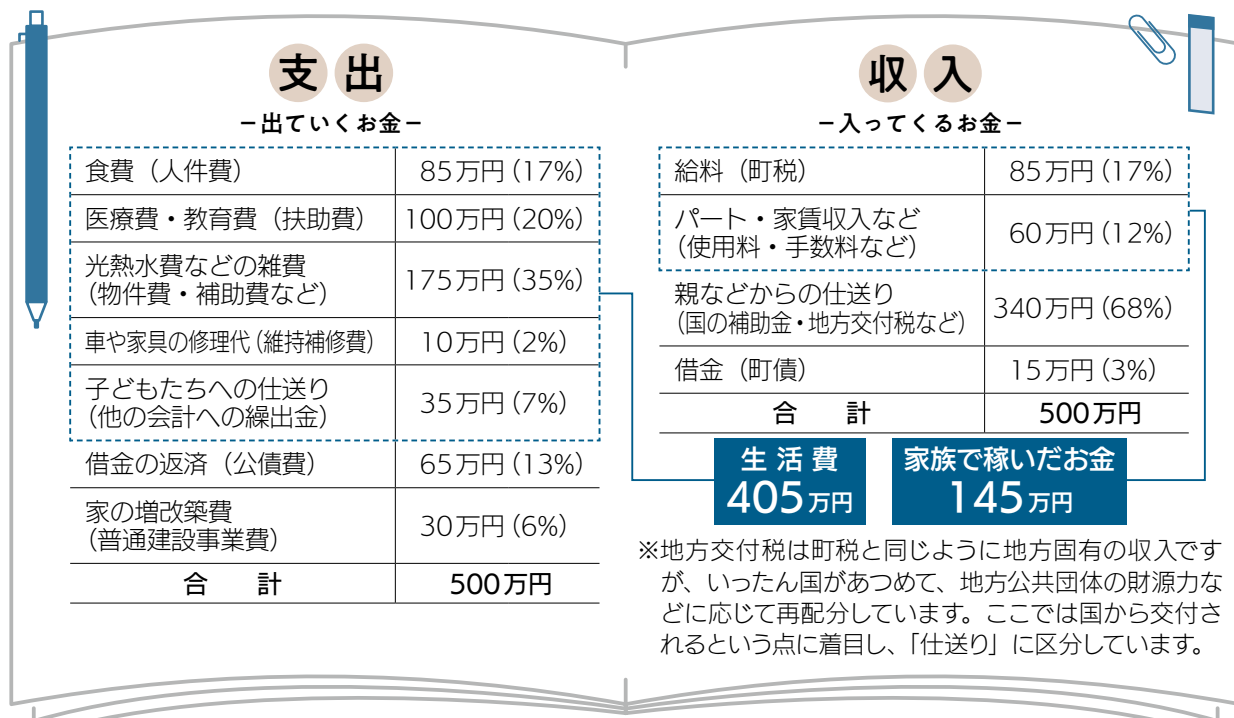 支出
－出ていくお金－
食費（人件費） 85万円（17%）
医療費・教育費（扶助費） 100万円（20%）
光熱水費などの雑費
（物件費・補助費など） 175万円（35%）
車や家具の修理代（維持補修費） 10万円（2%）
子どもたちへの仕送り
（他の会計への繰出金） 35万円（7%）
借金の返済（公債費） 65万円（13%）
家の増改築費
（普通建設事業費） 30万円（6%）
合計 500万円
収入
－入ってくるお金－
給料（町税） 85万円（17%）
パート・家賃収入など
（使用料・手数料など） 60万円（12%）
親などからの仕送り
（国の補助金・地方交付税など） 340万円（68%）
借金（町債） 15万円（3%）
合計 500万円
生活費
405万円
家族で稼いだお金
145万円
※地方交付税は町税と同じように地方固有の収入です
が、いったん国があつめて、地方公共団体の財源力な
どに応じて再配分しています。ここでは国から交付さ
れるという点に着目し、「仕送り」に区分しています。